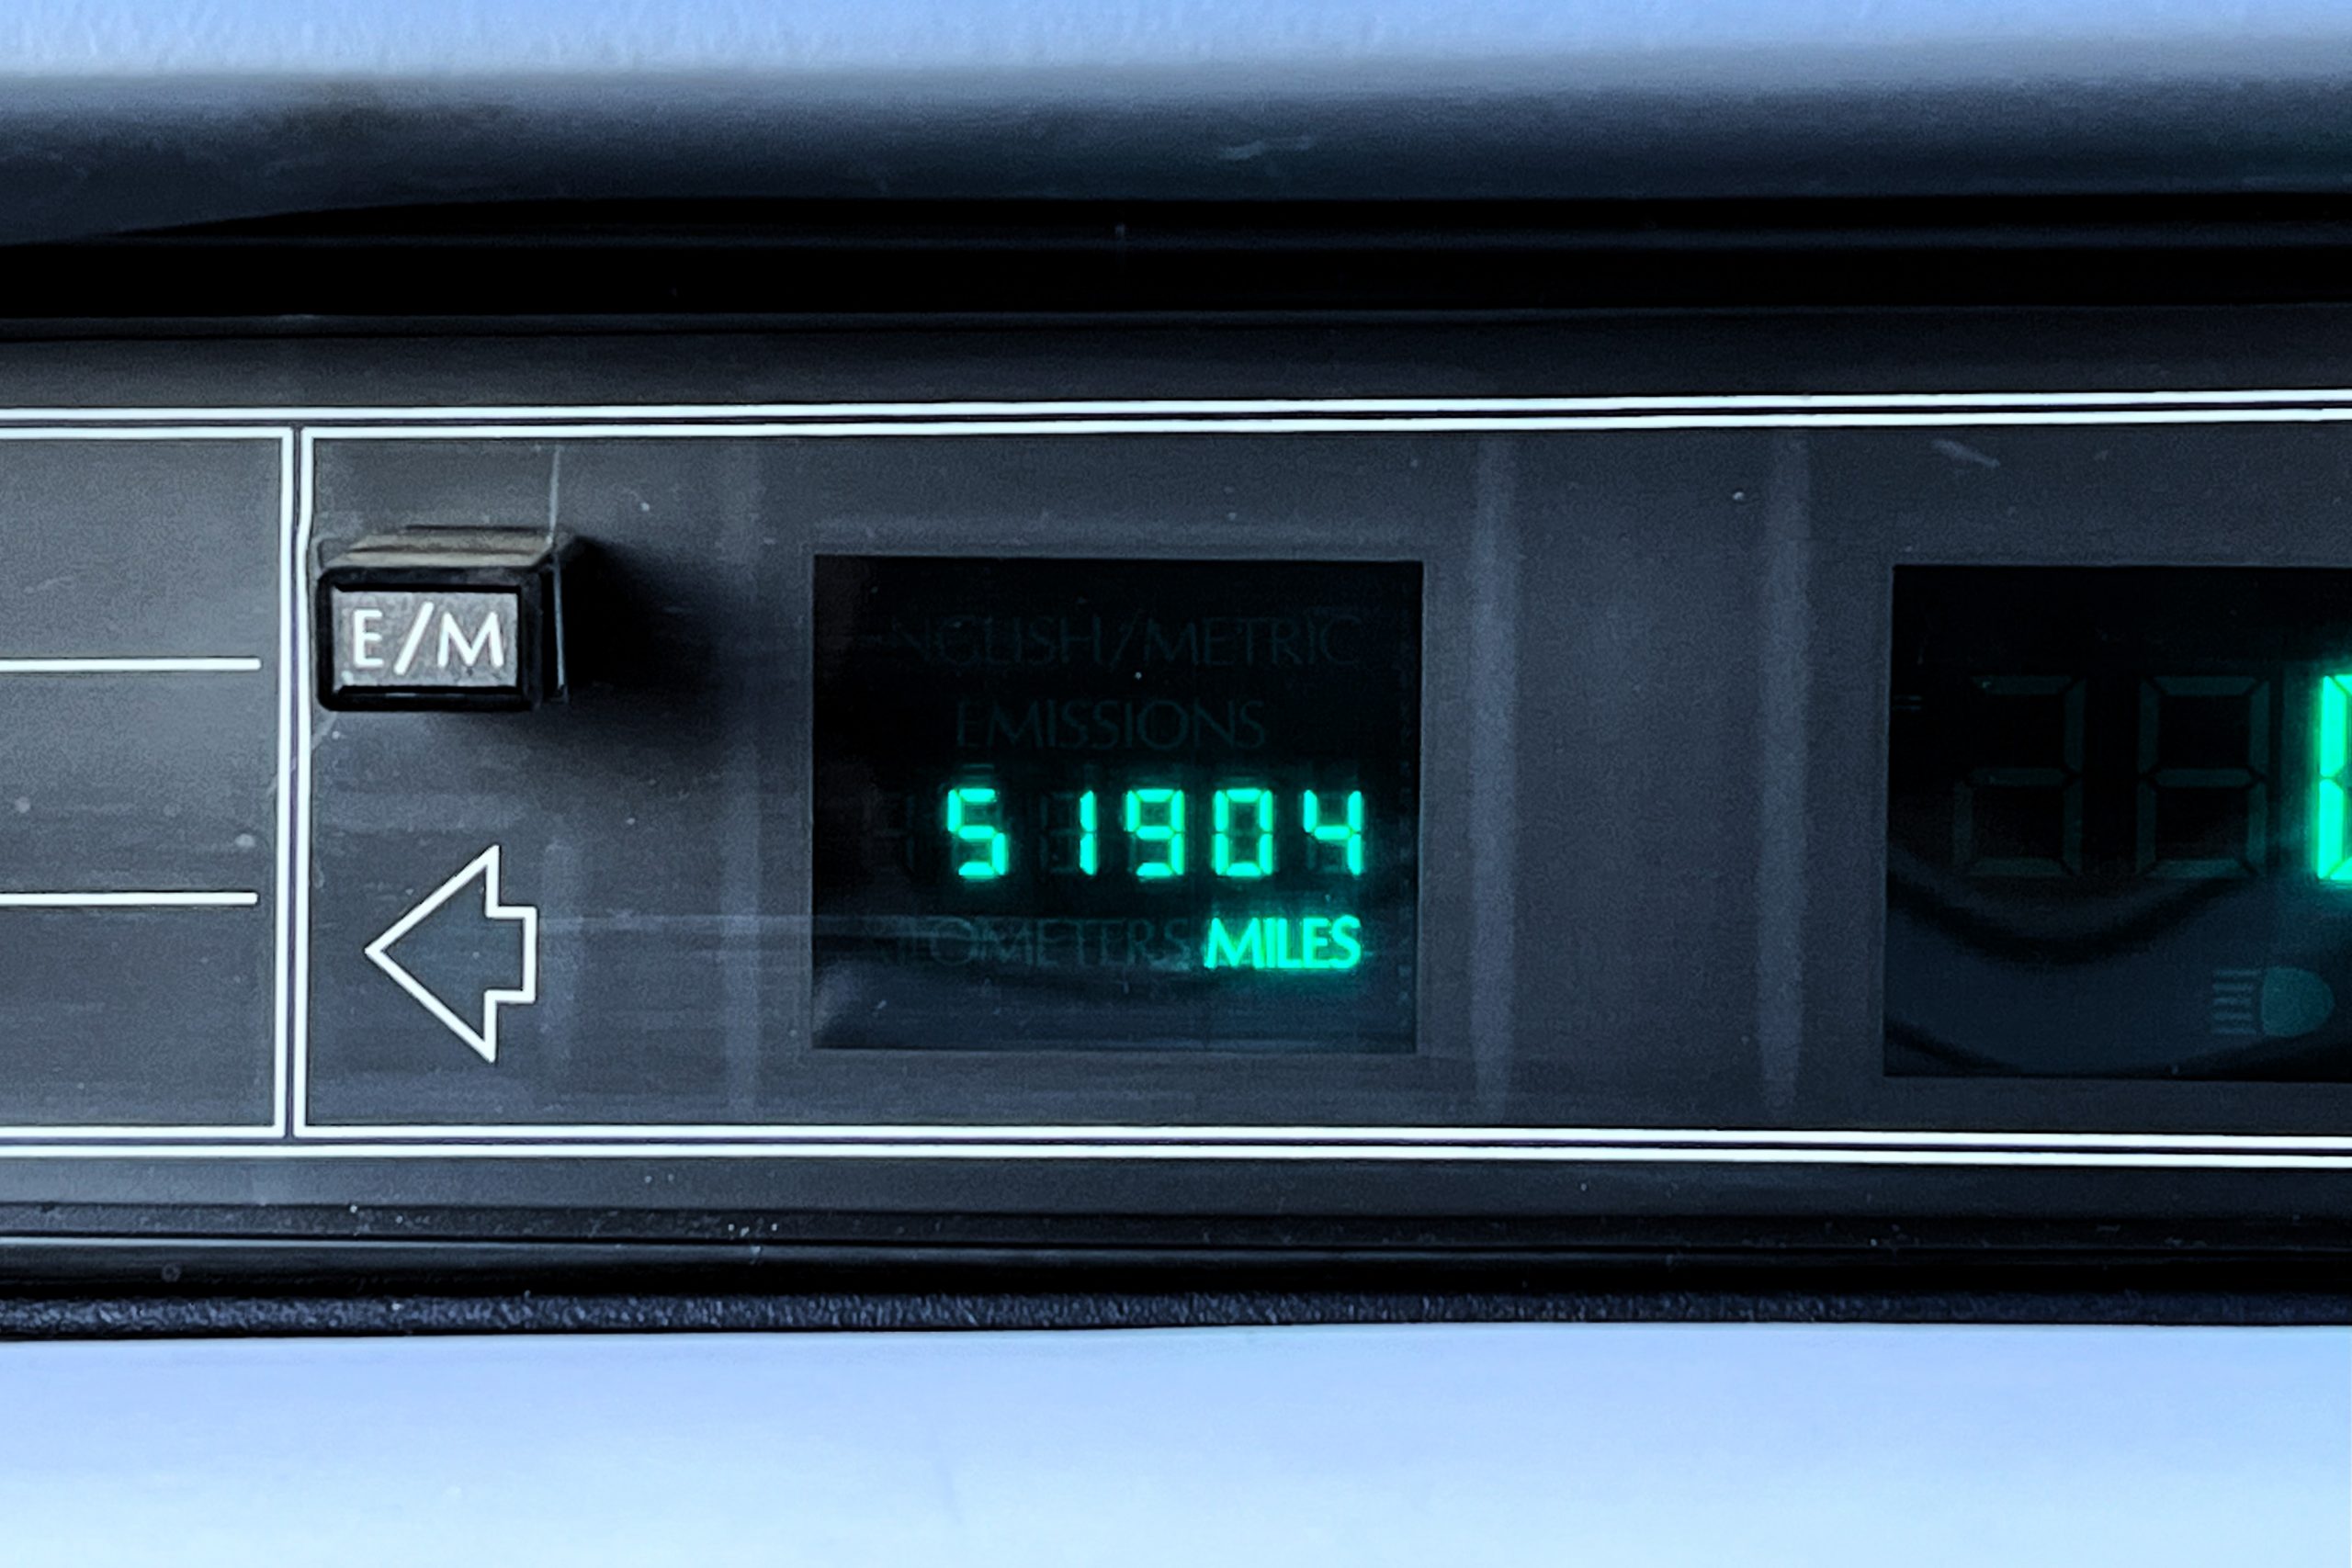 E/M
ENGLISH/METRIC
EMISSIONS
51904
KILOMETERS MILES